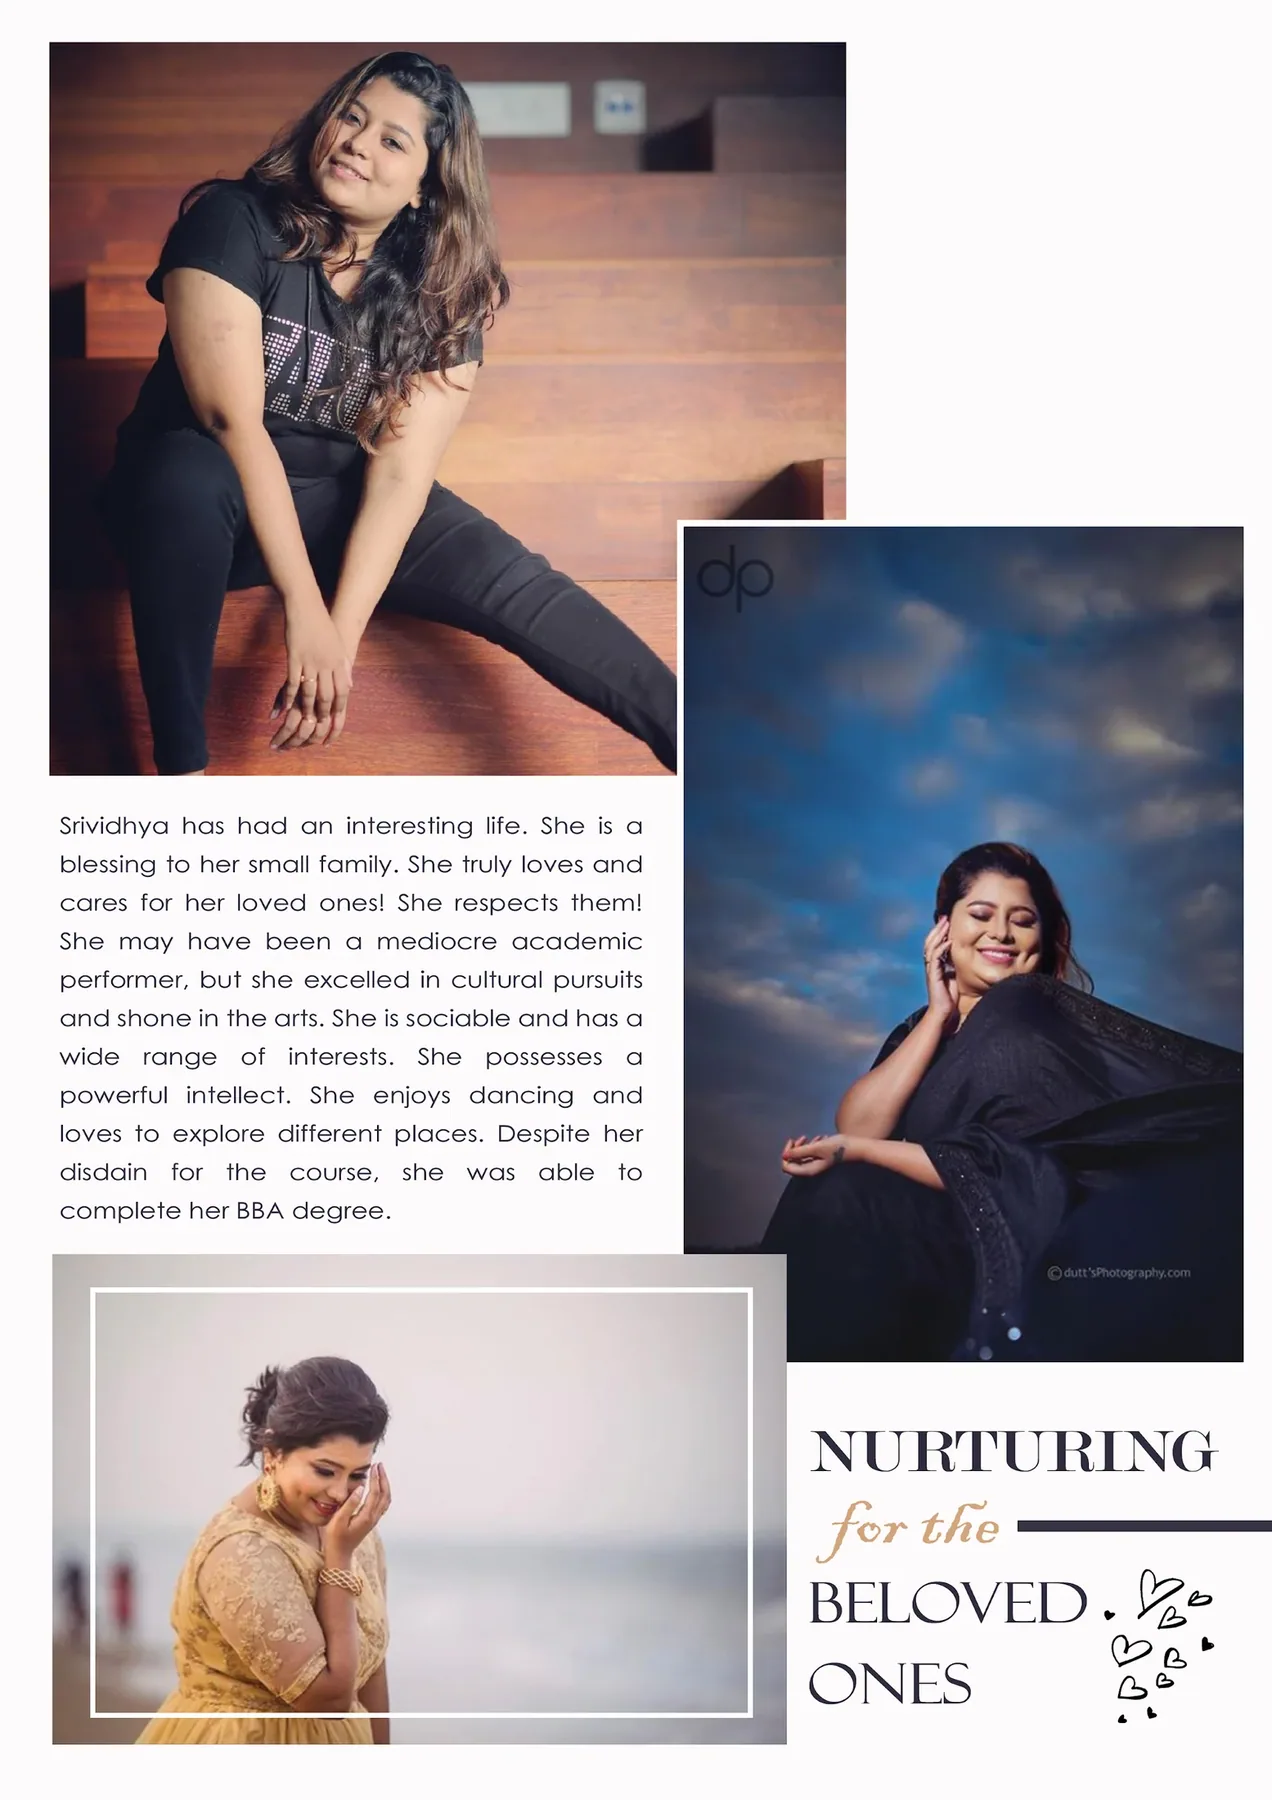 dp
Srividhya has had an interesting life. She is a
blessing to her small family. She truly loves and
cares for her loved ones! She respects them!
She may have been a mediocre academic
performer, but she excelled in cultural pursuits
and shone in the arts. She is sociable and has a
wide range of interests. She possesses a
powerful intellect. She enjoys dancing and
loves to explore different places. Despite her
disdain for the course, she was able to
complete her BBA degree.
© dutt'sPhotography.com
NURTURING
for the
BELOVED
ONES